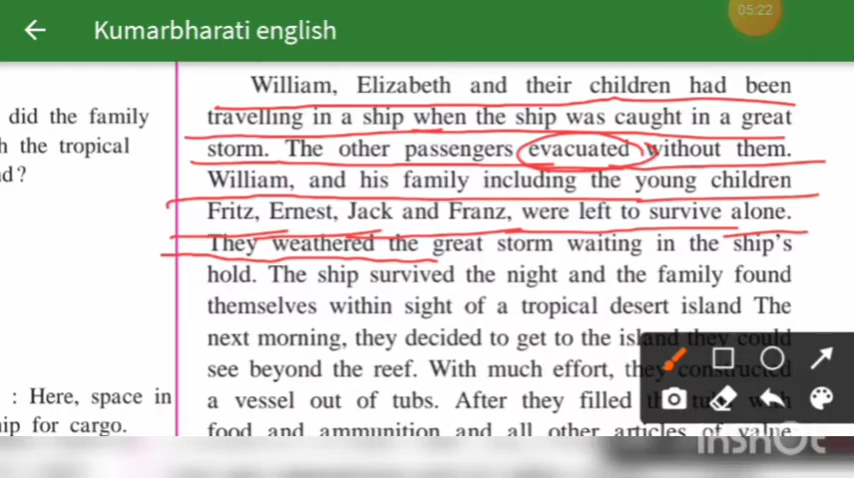 05:22
Kumarbharati english
William, Elizabeth and their children had been
did the family
travelling in a ship when the ship was caught in a great
the tropical
storm. The other passengers evacuated without them.
William, and his family including the young children
Fritz, Ernest, Jack and Franz, were left to survive alone.
They weathered the great storm waiting in the ship's
hold. The ship survived the night and the family found
themselves within sight of a tropical desert island The
next morning, they decided to get to the island they could
see beyond the reef. With much effort, they constructed
: Here, space in
a vessel out of tubs. After they filled
for cargo.
food and ammunition and all other articles of value
inshot